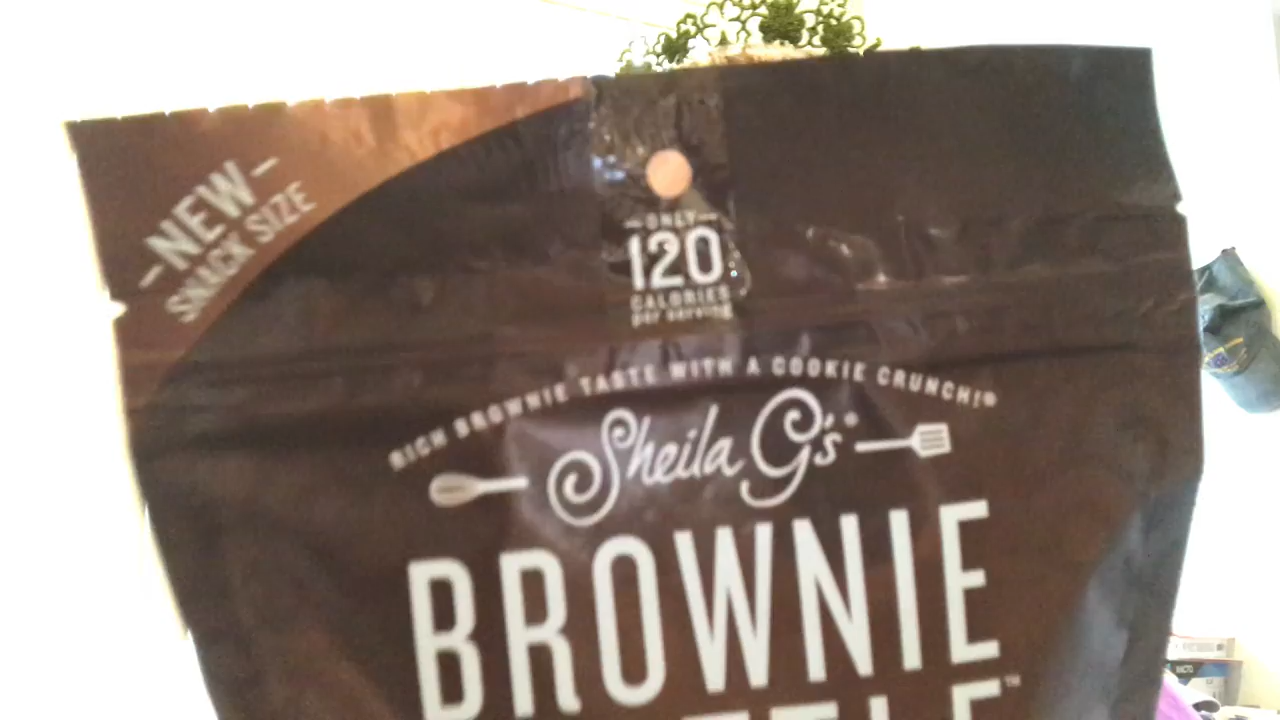 – NEW –
SNACK SIZE
– ONLY –
120
CALORIES
per serving
RICH BROWNIE TASTE WITH A COOKIE CRUNCH!®
Sheila G's®
BROWNIE